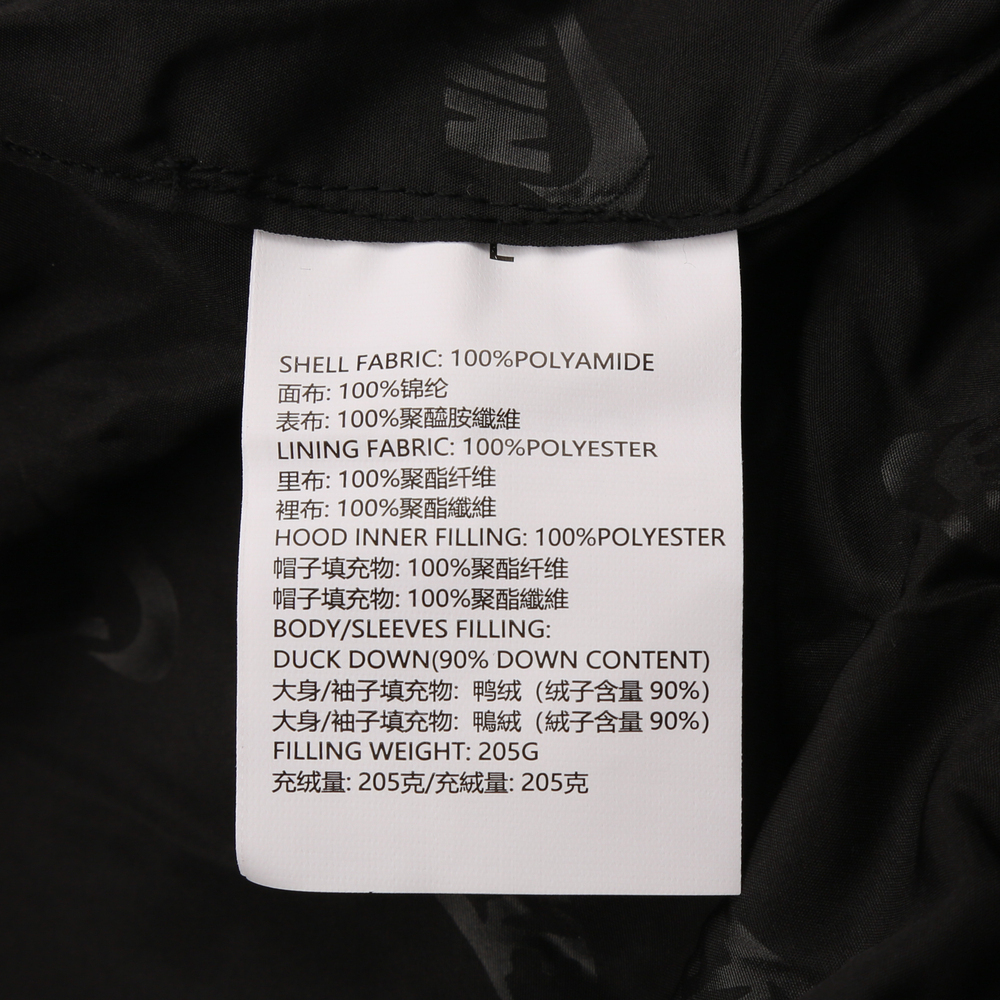 NIKE
L
SHELL FABRIC: 100%POLYAMIDE
面布: 100%锦纶
表布: 100%聚醯胺纖維
LINING FABRIC: 100%POLYESTER
里布: 100%聚酯纤维
裡布: 100%聚酯纖維
HOOD INNER FILLING: 100%POLYESTER
帽子填充物: 100%聚酯纤维
帽子填充物: 100%聚酯纖維
BODY/SLEEVES FILLING:
DUCK DOWN(90% DOWN CONTENT)
大身/袖子填充物: 鸭绒（绒子含量 90%）
大身/袖子填充物: 鴨絨（絨子含量 90%）
FILLING WEIGHT: 205G
充绒量: 205克/充絨量: 205克